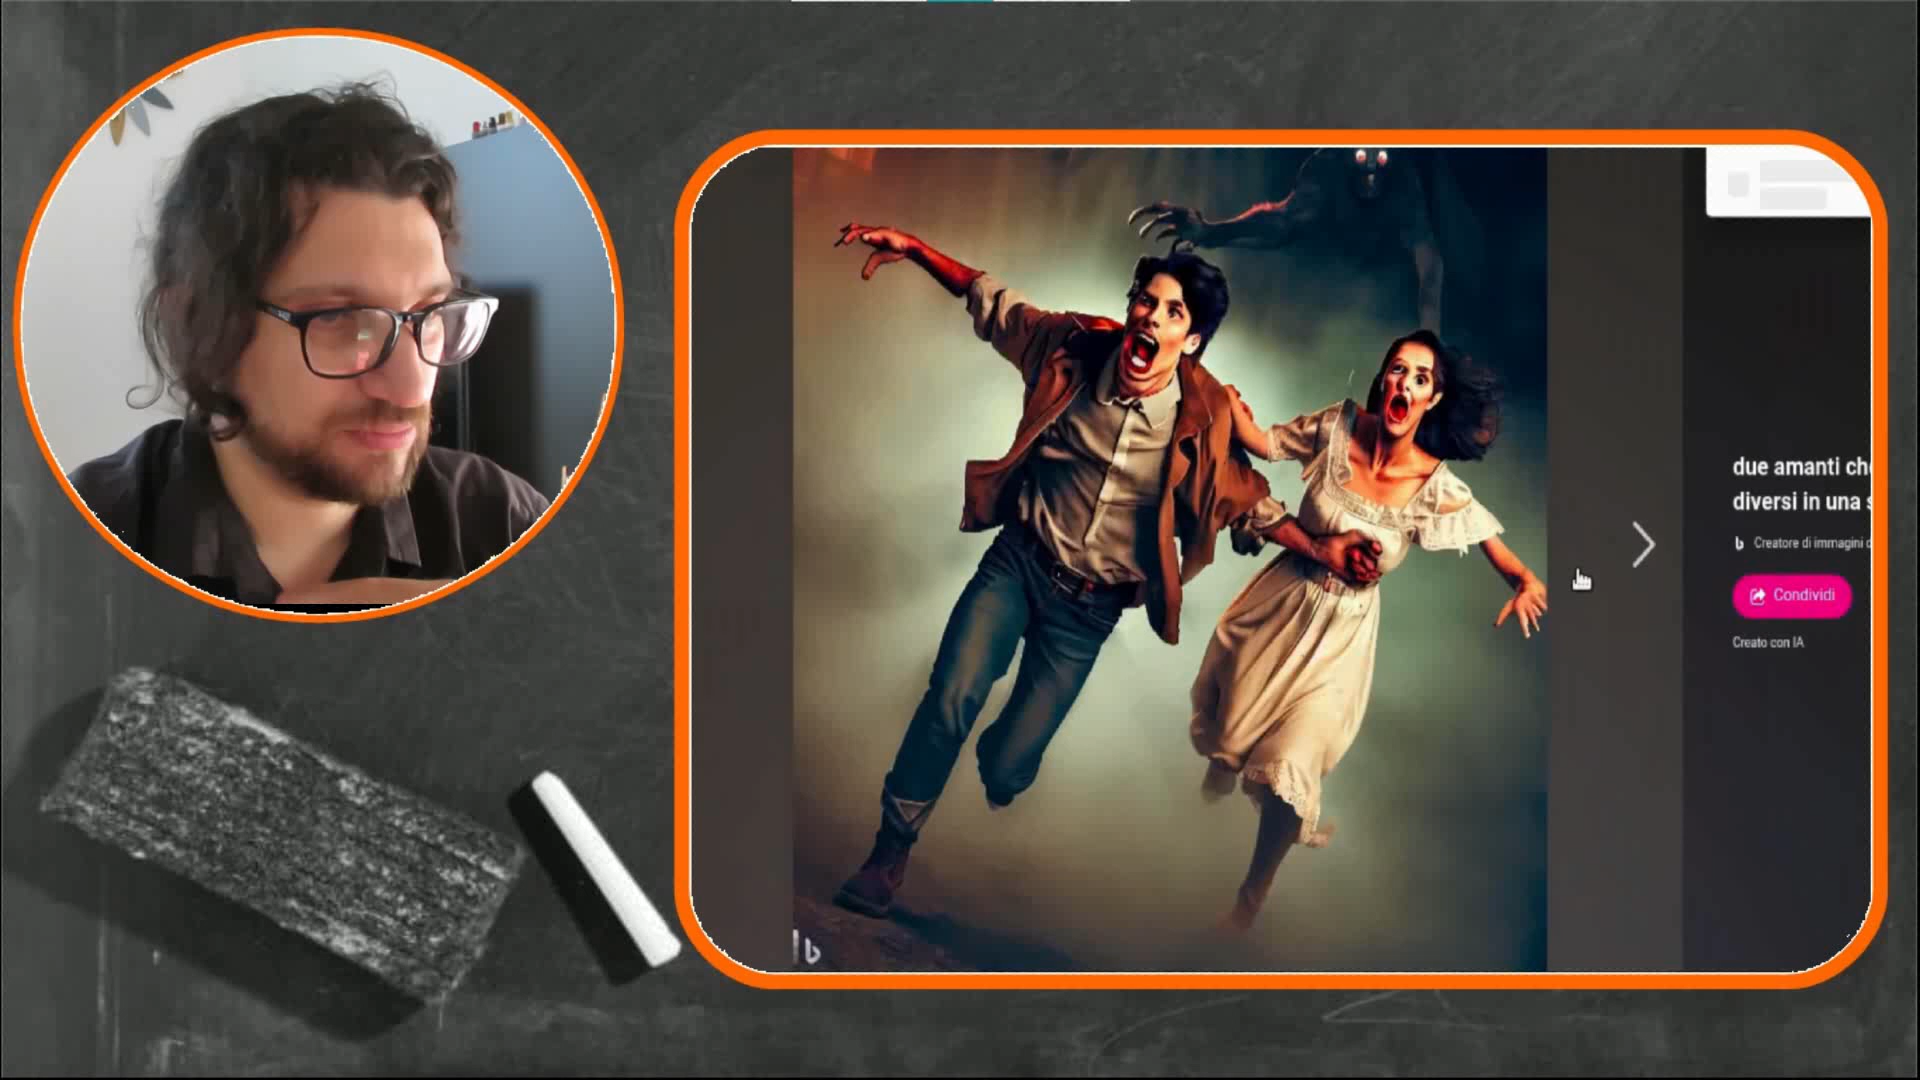 due amanti ch
diversi in una
b Creatore di immagini
Condividi
Creato con IA